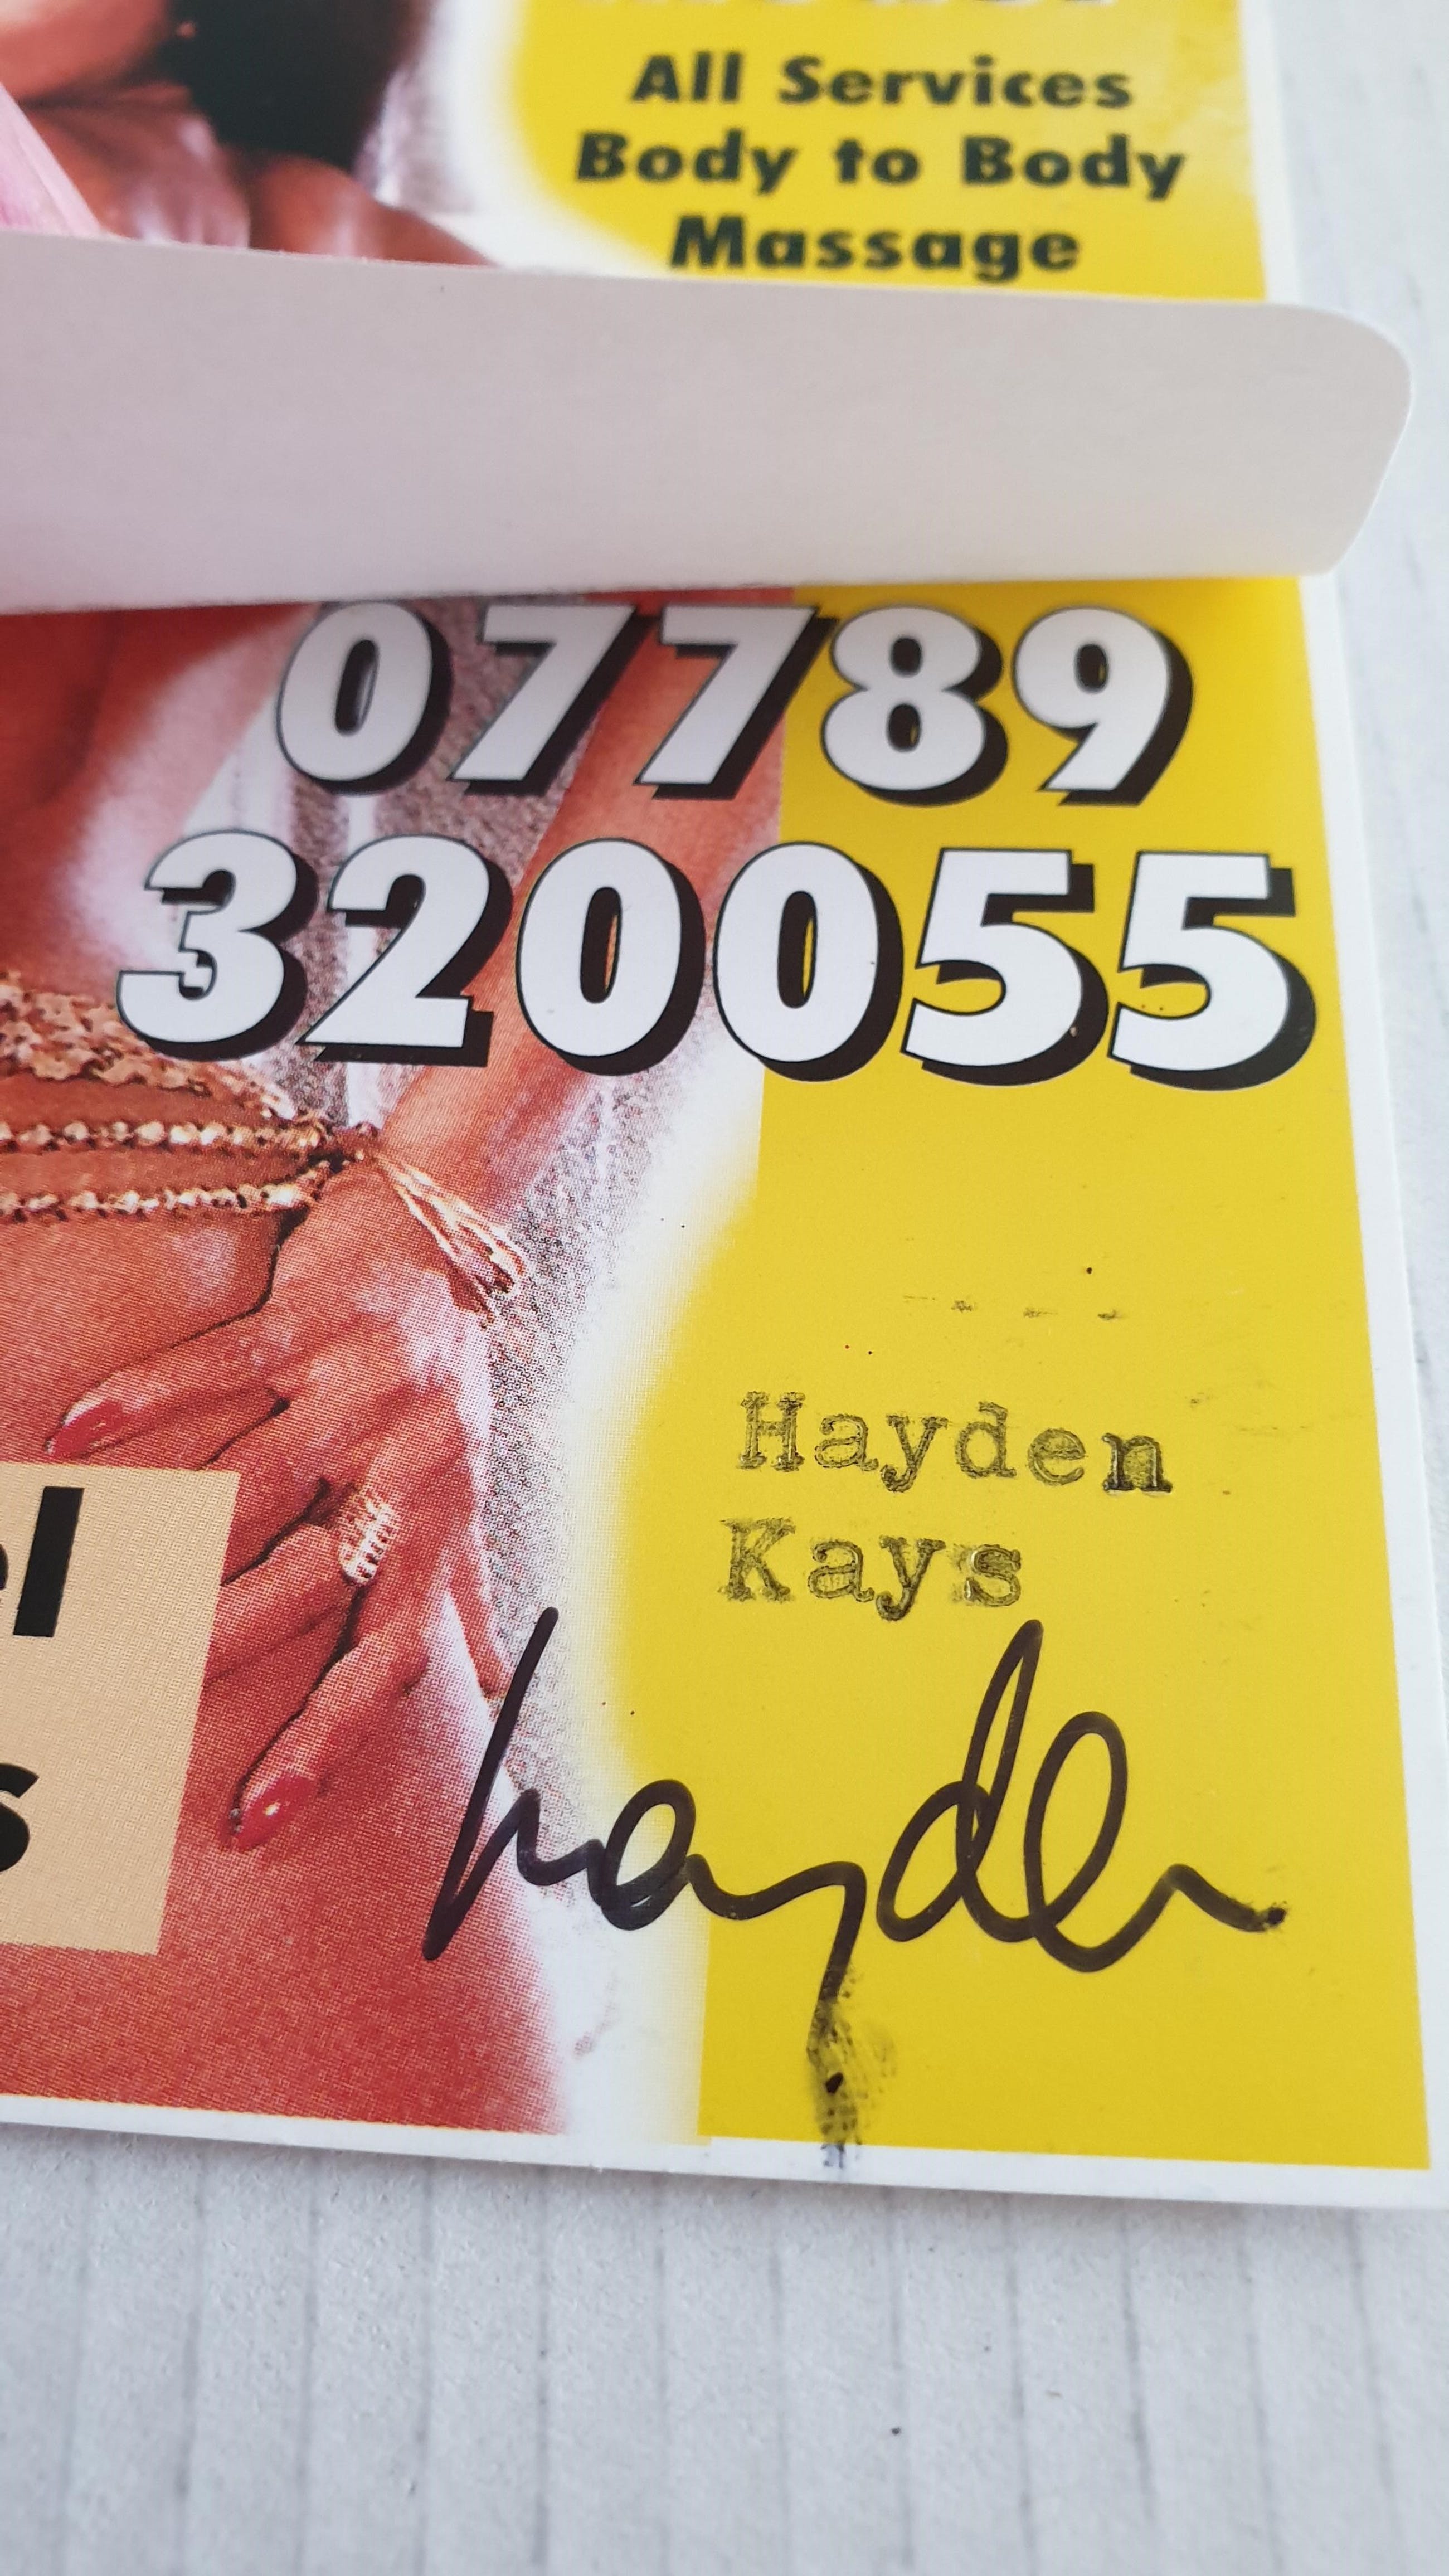 All Services
Body to Body
Massage
07789
320055
Hayden
Kays
hayden